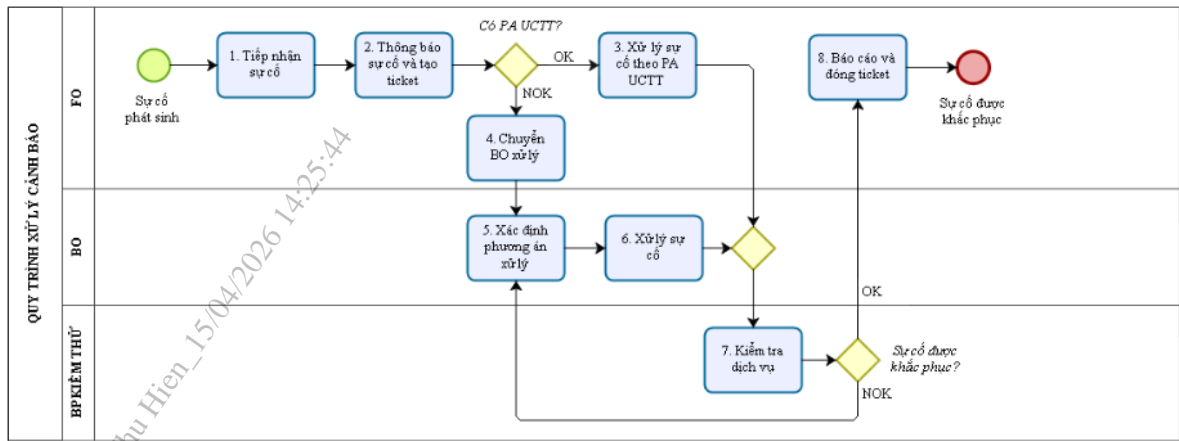 QUY TRÌNH XỬ LÝ CẢNH BÁO
FO
Sự cố
phát sinh
1. Tiếp nhận
sự cố
2. Thông báo
sự cố và tạo
ticket
Có PA UCTT?
OK
NOK
3. Xử lý sự
cố theo PA
UCTT
4. Chuyển
BO xử lý
8. Báo cáo và
đóng ticket
Sự cố được
khắc phục
BO
5. Xác định
phương án
xử lý
6. Xử lý sự
cố
OK
BP KIỂM THỬ
7. Kiểm tra
dịch vụ
Sự cố được
khắc phục?
NOK
hu Hien_15/04/2026 14:25:44